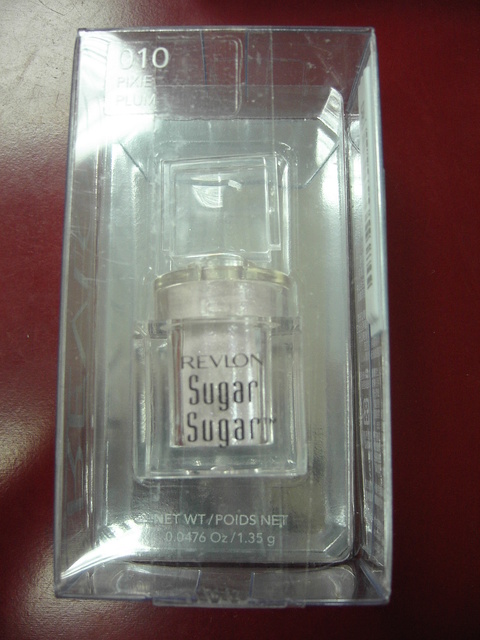 010
PIXIE
PLUM
REVLON
Sugar
Sugar™
NET WT/POIDS NET
0.0476 Oz/1.35 g